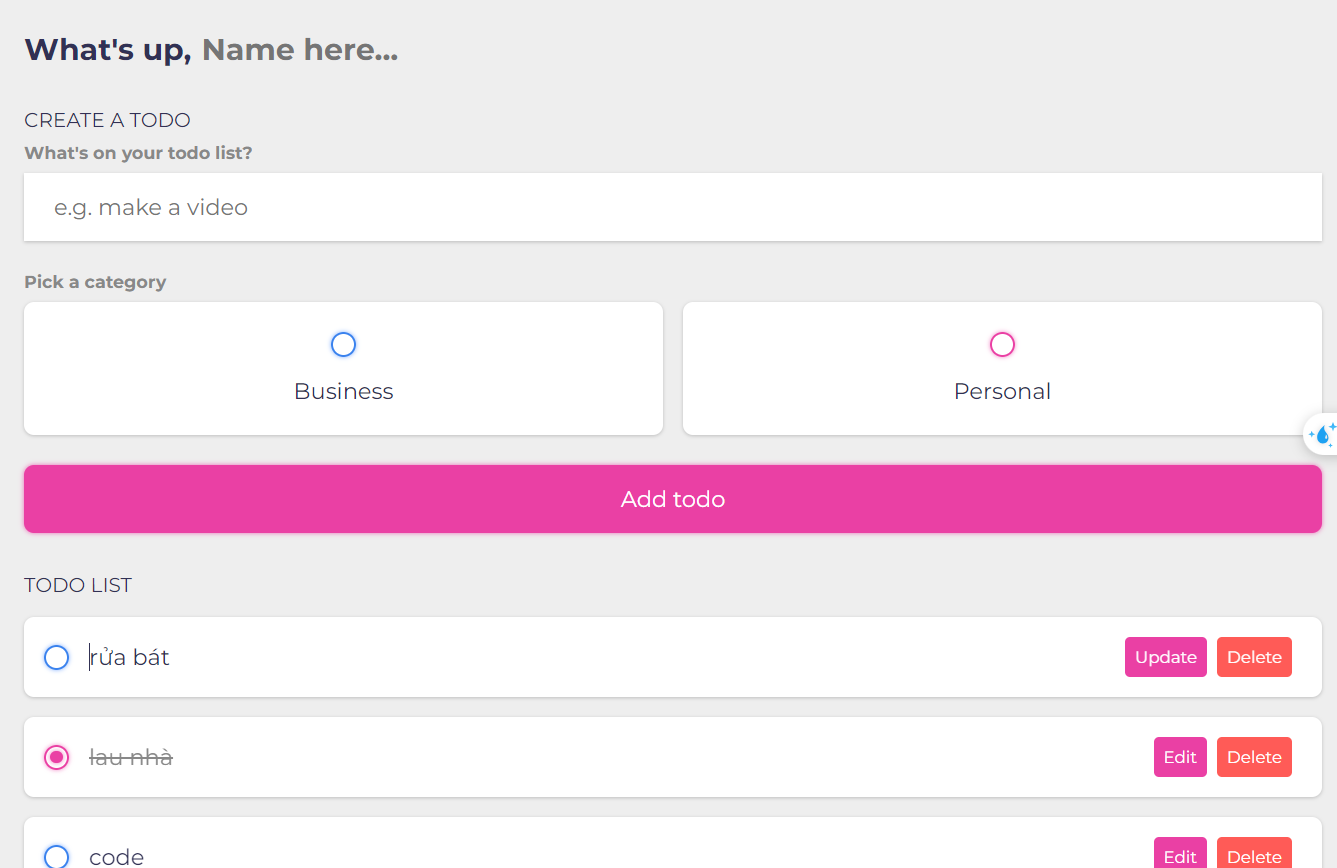 What's up, Name here...
CREATE A TODO
What's on your todo list?
e.g. make a video
Pick a category
Business
Personal
Add todo
TODO LIST
rửa bát
Update
Delete
lau nhà
Edit
Delete
code
Edit
Delete